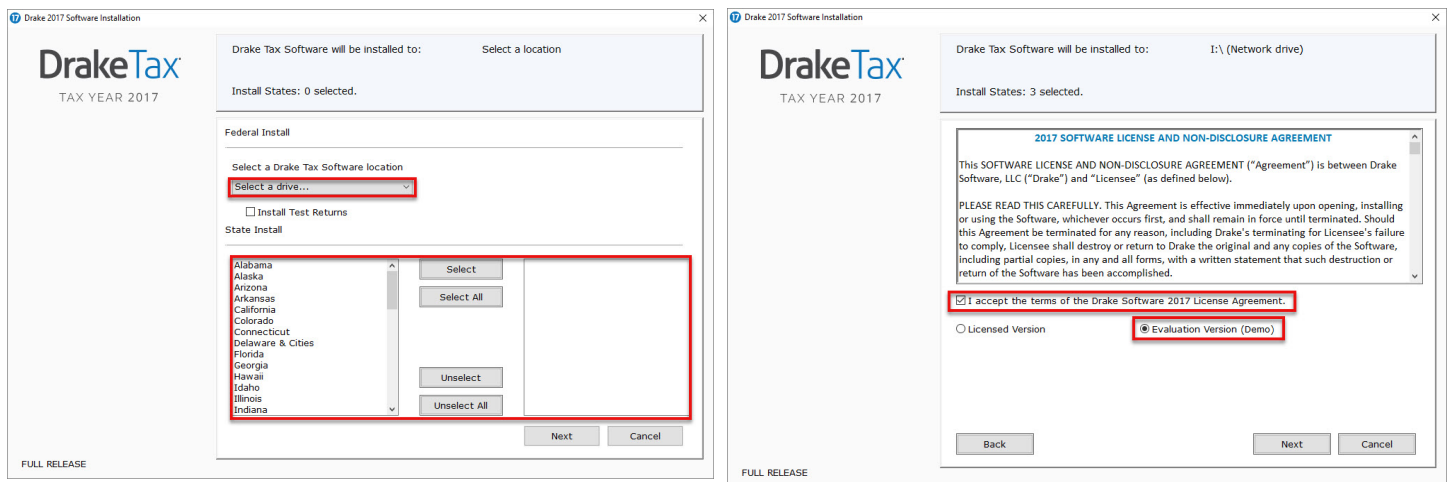 Drake 2017 Software Installation
DrakeTax
TAX YEAR 2017
Drake Tax Software will be installed to: Select a location
Install States: 0 selected.
Federal Install
Select a Drake Tax Software location
Select a drive...
Install Test Returns
State Install
Alabama
Alaska
Arizona
Arkansas
California
Colorado
Connecticut
Delaware & Cities
Florida
Georgia
Hawaii
Idaho
Illinois
Indiana
Select
Select All
Unselect
Unselect All
Next Cancel
FULL RELEASE
Drake 2017 Software Installation
DrakeTax
TAX YEAR 2017
Drake Tax Software will be installed to: I:\ (Network drive)
Install States: 3 selected.
2017 SOFTWARE LICENSE AND NON-DISCLOSURE AGREEMENT
This SOFTWARE LICENSE AND NON-DISCLOSURE AGREEMENT (“Agreement”) is between Drake
Software, LLC (“Drake”) and “Licensee” (as defined below).
PLEASE READ THIS CAREFULLY. This Agreement is effective immediately upon opening, installing
or using the Software, whichever occurs first, and shall remain in force until terminated. Should
this Agreement be terminated for any reason, including Drake's terminating for Licensee's failure
to comply, Licensee shall destroy or return to Drake the original and any copies of the Software,
including partial copies, in any and all forms, with a written statement that such destruction or
return of the Software has been accomplished.
I accept the terms of the Drake Software 2017 License Agreement.
Licensed Version Evaluation Version (Demo)
Back Next Cancel
FULL RELEASE